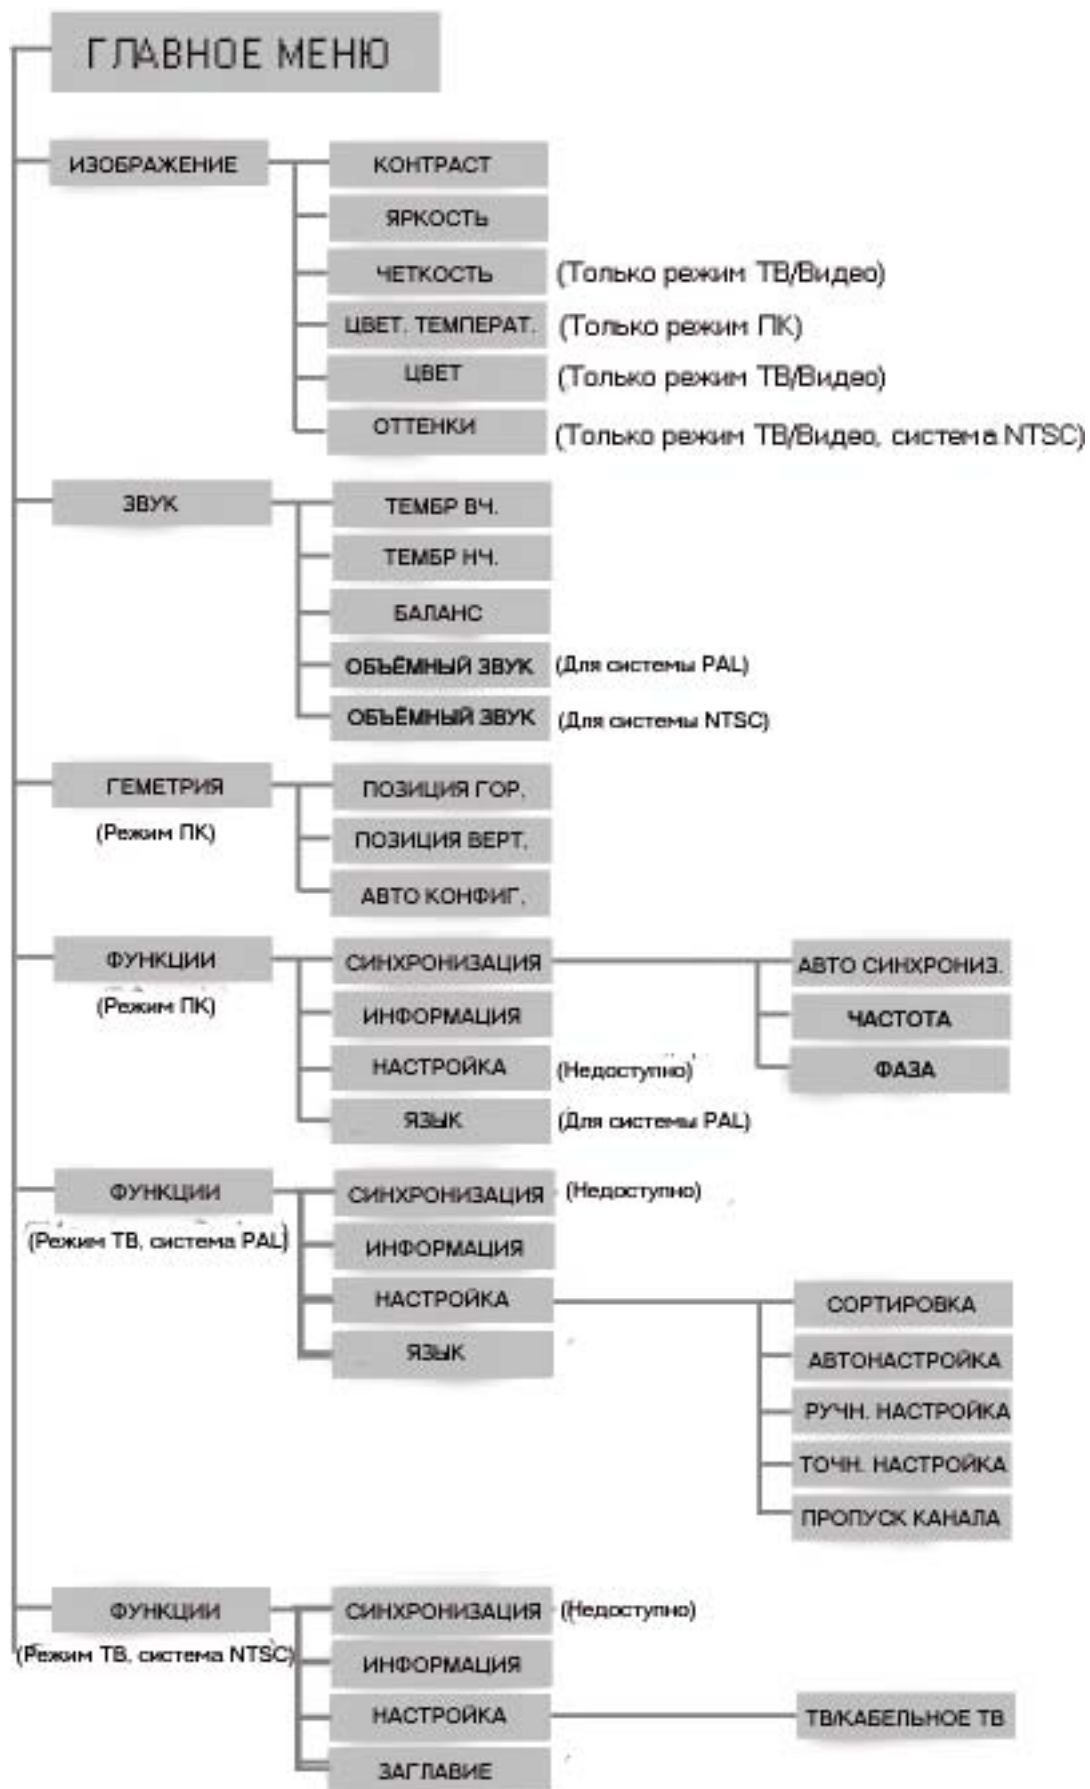 ГЛАВНОЕ МЕНЮ
ИЗОБРАЖЕНИЕ
КОНТРАСТ
ЯРКОСТЬ
ЧЕТКОСТЬ (Только режим ТВ/Видео)
ЦВЕТ. ТЕМПЕРАТ. (Только режим ПК)
ЦВЕТ (Только режим ТВ/Видео)
ОТТЕНКИ (Только режим ТВ/Видео, система NTSC)
ЗВУК
ТЕМБР ВЧ.
ТЕМБР НЧ.
БАЛАНС
ОБЪЁМНЫЙ ЗВУК (Для системы PAL)
ОБЪЁМНЫЙ ЗВУК (Для системы NTSC)
ГЕМЕТРИЯ
(Режим ПК)
ПОЗИЦИЯ ГОР.
ПОЗИЦИЯ ВЕРТ.
АВТО КОНФИГ.
ФУНКЦИИ
(Режим ПК)
СИНХРОНИЗАЦИЯ
АВТО СИНХРОНИЗ.
ЧАСТОТА
ФАЗА
ИНФОРМАЦИЯ
НАСТРОЙКА (Недоступно)
ЯЗЫК (Для системы PAL)
ФУНКЦИИ
(Режим ТВ, система PAL)
СИНХРОНИЗАЦИЯ (Недоступно)
ИНФОРМАЦИЯ
НАСТРОЙКА
СОРТИРОВКА
АВТОНАСТРОЙКА
РУЧН. НАСТРОЙКА
ТОЧН. НАСТРОЙКА
ПРОПУСК КАНАЛА
ЯЗЫК
ФУНКЦИИ
(Режим ТВ, система NTSC)
СИНХРОНИЗАЦИЯ (Недоступно)
ИНФОРМАЦИЯ
НАСТРОЙКА
ТВ/КАБЕЛЬНОЕ ТВ
ЗАГЛАВИЕ